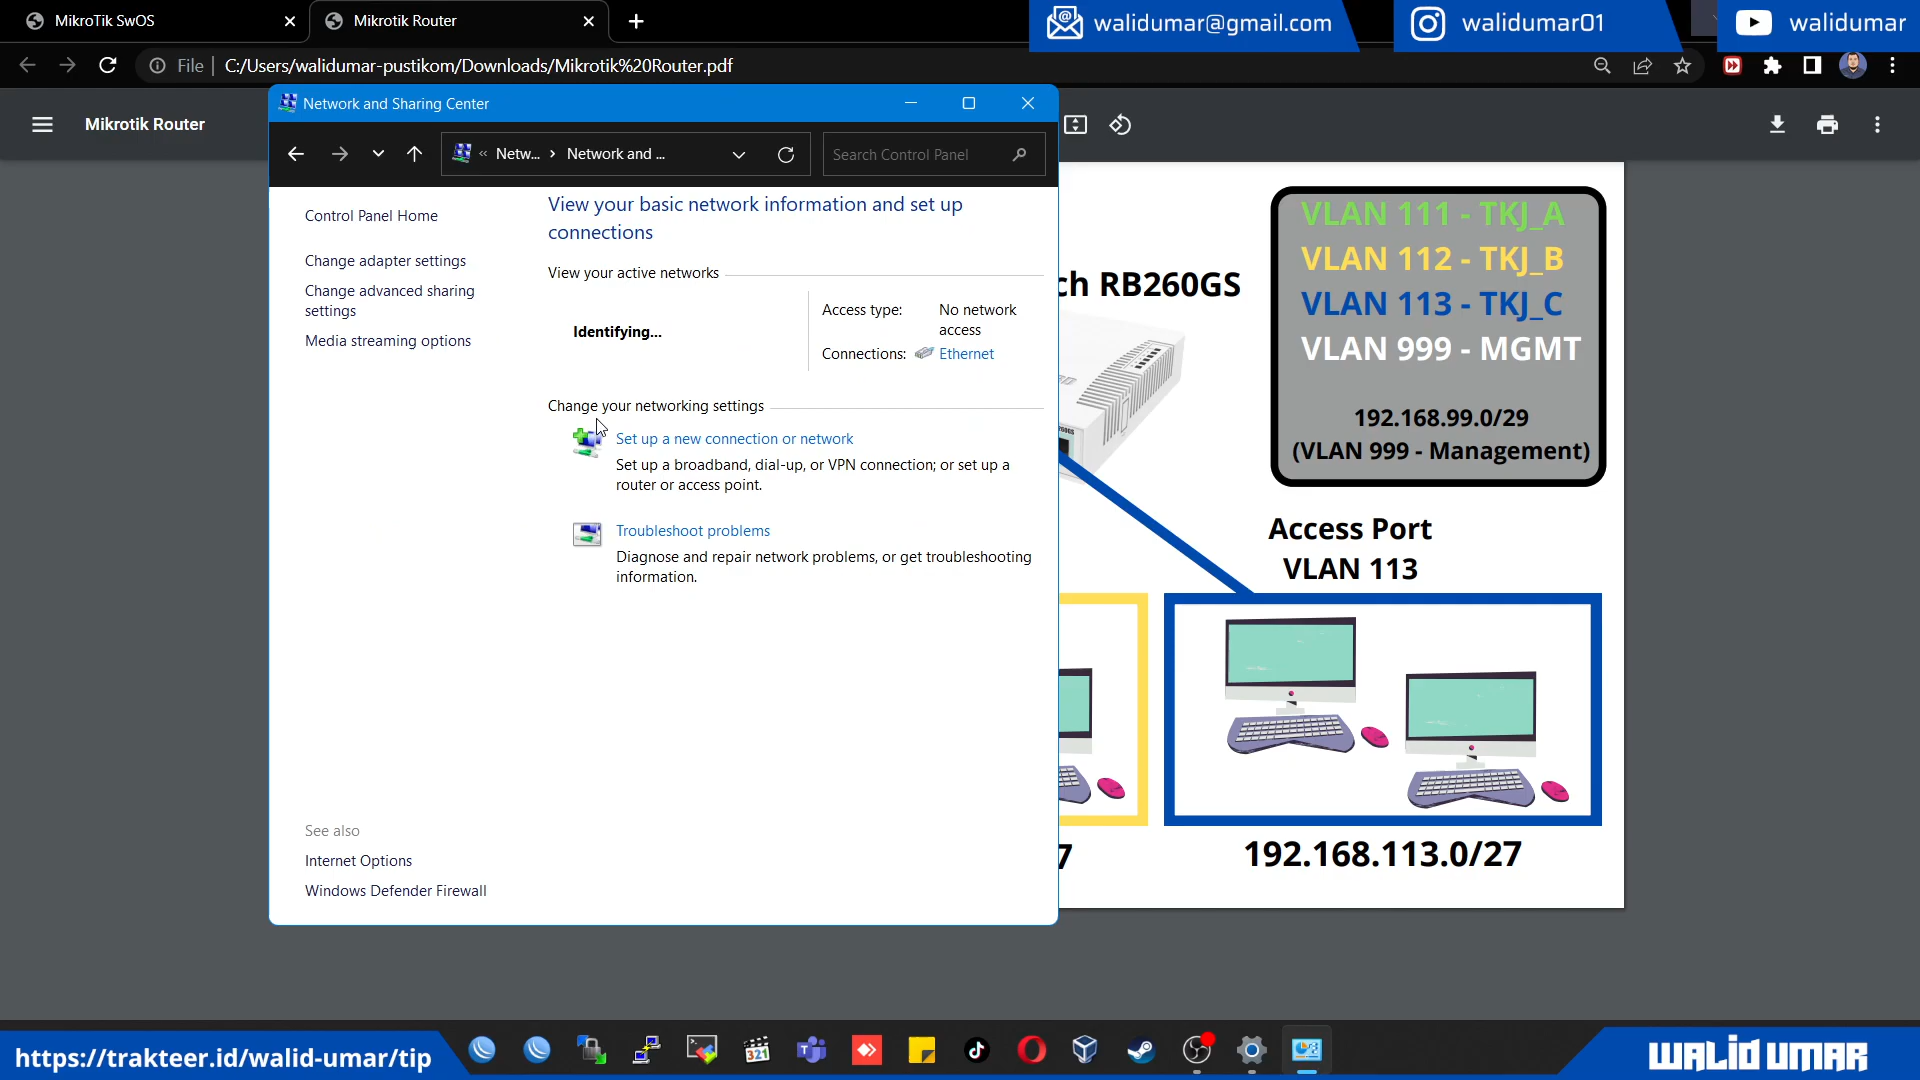 MikroTik SwOS
Mikrotik Router
walidumar@gmail.com
walidumar01
walidumar
File
C:/Users/walidumar-pustikom/Downloads/Mikrotik%20Router.pdf
Mikrotik Router
Network and Sharing Center
« Netw... › Network and ...
Search Control Panel
Control Panel Home
Change adapter settings
Change advanced sharing
settings
Media streaming options
View your basic network information and set up
connections
View your active networks
Identifying...
Access type: No network
access
Connections: Ethernet
Change your networking settings
Set up a new connection or network
Set up a broadband, dial-up, or VPN connection; or set up a
router or access point.
Troubleshoot problems
Diagnose and repair network problems, or get troubleshooting
information.
See also
Internet Options
Windows Defender Firewall
ch RB260GS
VLAN 111 - TKJ_A
VLAN 112 - TKJ_B
VLAN 113 - TKJ_C
VLAN 999 - MGMT
192.168.99.0/29
(VLAN 999 - Management)
Access Port
VLAN 113
7
192.168.113.0/27
https://trakteer.id/walid-umar/tip
321
WALID UMAR